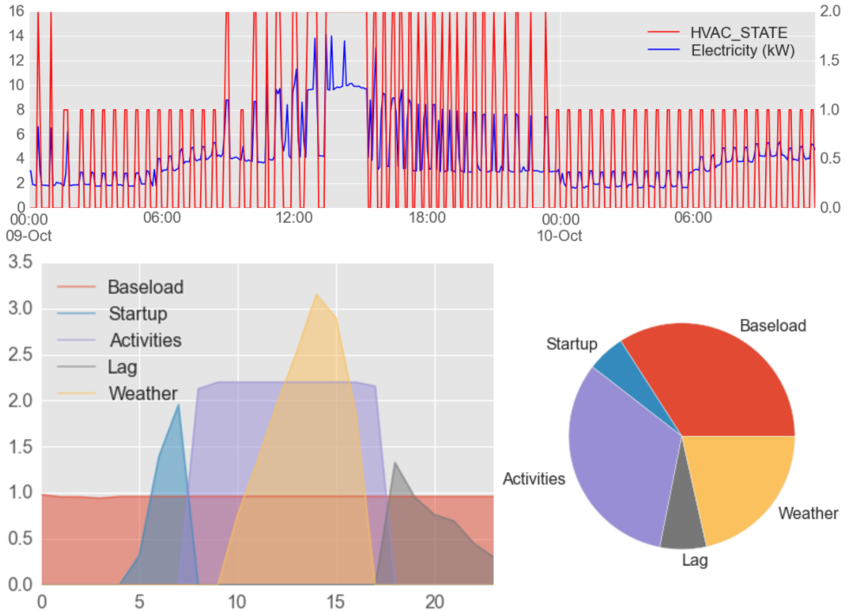 16
14
12
10
8
6
4
2
0
2.0
1.5
1.0
0.5
0.0
HVAC_STATE
Electricity (kW)
00:00 06:00 12:00 18:00 00:00 06:00
09-Oct 10-Oct
3.5
3.0
2.5
2.0
1.5
1.0
0.5
0.0
Baseload
Startup
Activities
Lag
Weather
0 5 10 15 20
Baseload
Startup
Activities
Weather
Lag